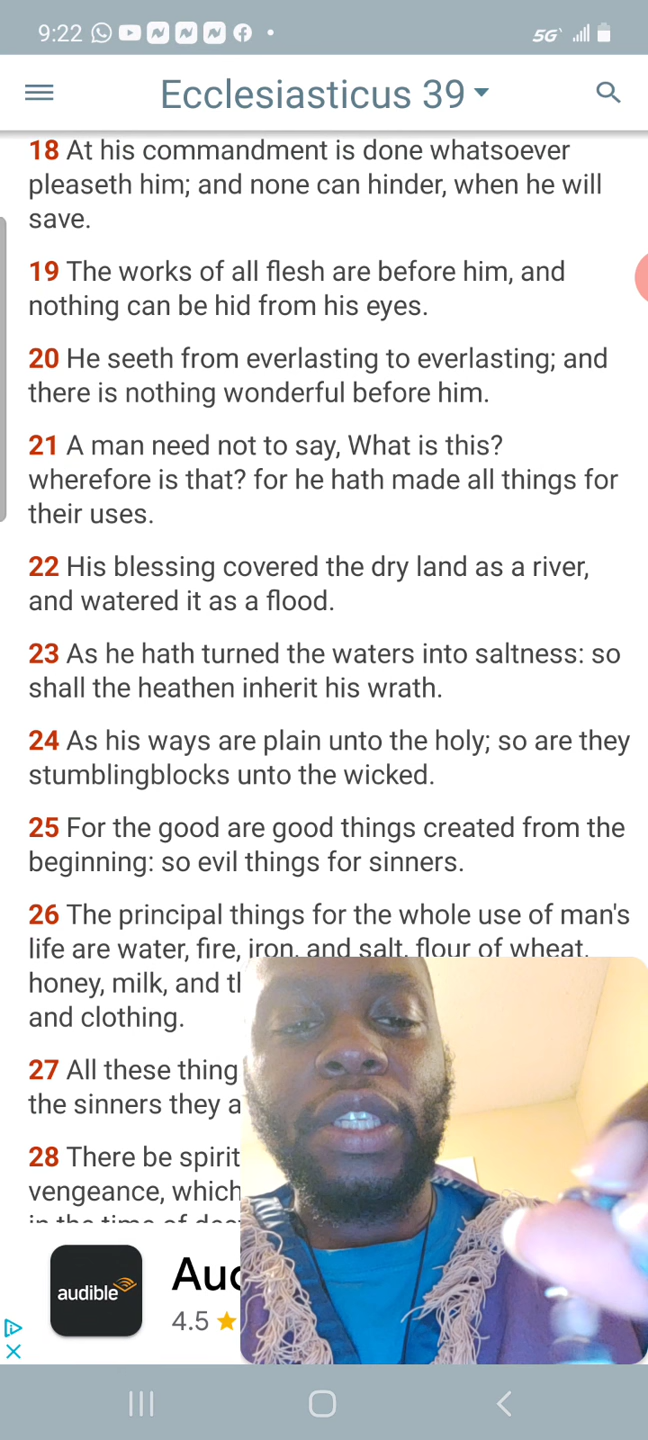 9:22
5G
Ecclesiasticus 39
18 At his commandment is done whatsoever
pleaseth him; and none can hinder, when he will
save.
19 The works of all flesh are before him, and
nothing can be hid from his eyes.
20 He seeth from everlasting to everlasting; and
there is nothing wonderful before him.
21 A man need not to say, What is this?
wherefore is that? for he hath made all things for
their uses.
22 His blessing covered the dry land as a river,
and watered it as a flood.
23 As he hath turned the waters into saltness: so
shall the heathen inherit his wrath.
24 As his ways are plain unto the holy; so are they
stumblingblocks unto the wicked.
25 For the good are good things created from the
beginning: so evil things for sinners.
26 The principal things for the whole use of man's
life are water, fire, iron, and salt, flour of wheat,
honey, milk, and
and clothing.
27 All these thing
the sinners they
28 There be spirit
vengeance, which
in the time of
audible
4.5